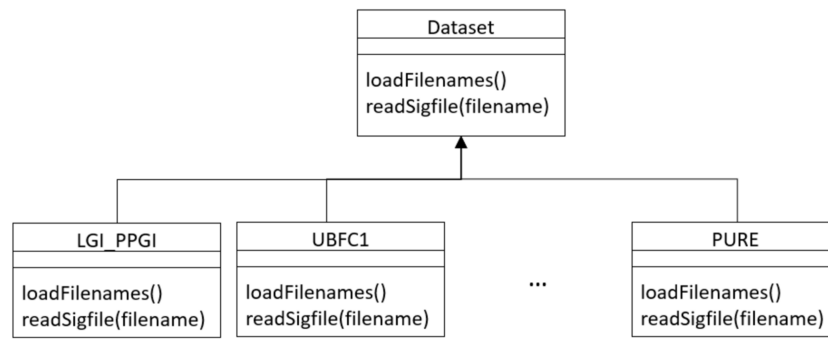 Dataset
loadFilenames()
readSigfile(filename)
LGI_PPGI
loadFilenames()
readSigfile(filename)
UBFC1
loadFilenames()
readSigfile(filename)
...
PURE
loadFilenames()
readSigfile(filename)